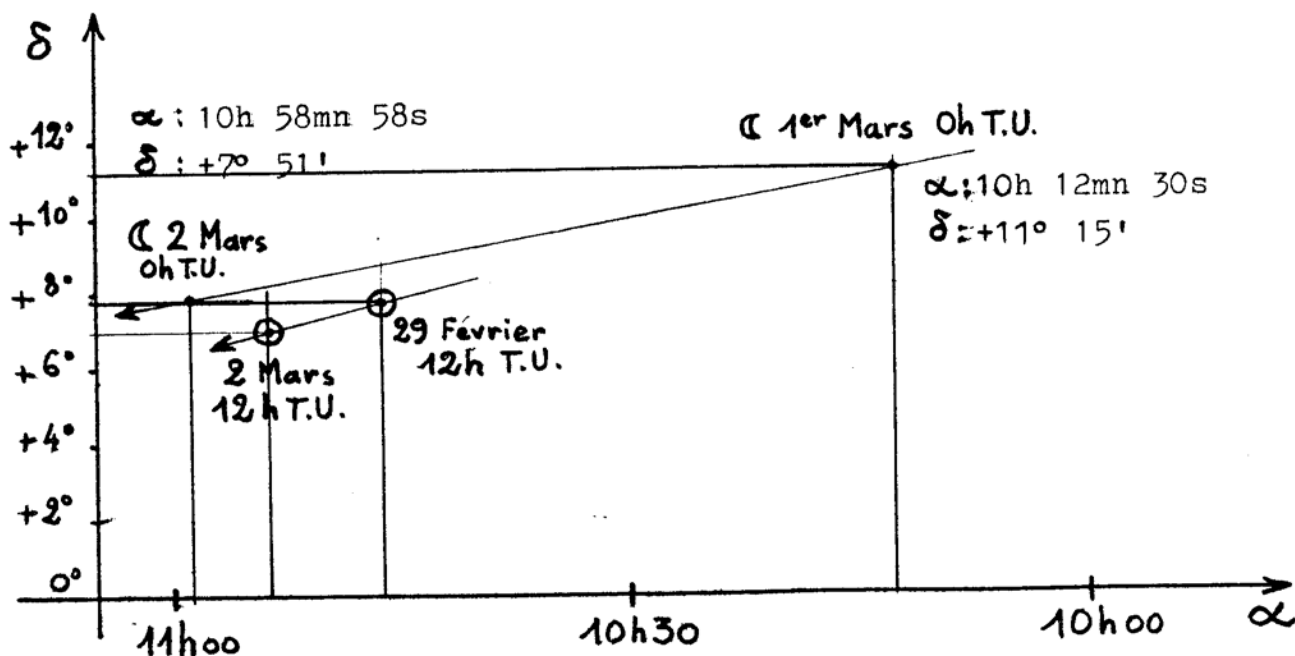 δ
α : 10h 58mn 58s
δ : +7° 51'
☾ 1er Mars 0h T.U.
α : 10h 12mn 30s
δ : +11° 15'
+12°
+10°
☾ 2 Mars
0h T.U.
+8°
29 Février
12h T.U.
+6°
2 Mars
12h T.U.
+4°
+2°
0°
11h00
10h30
10h00
α